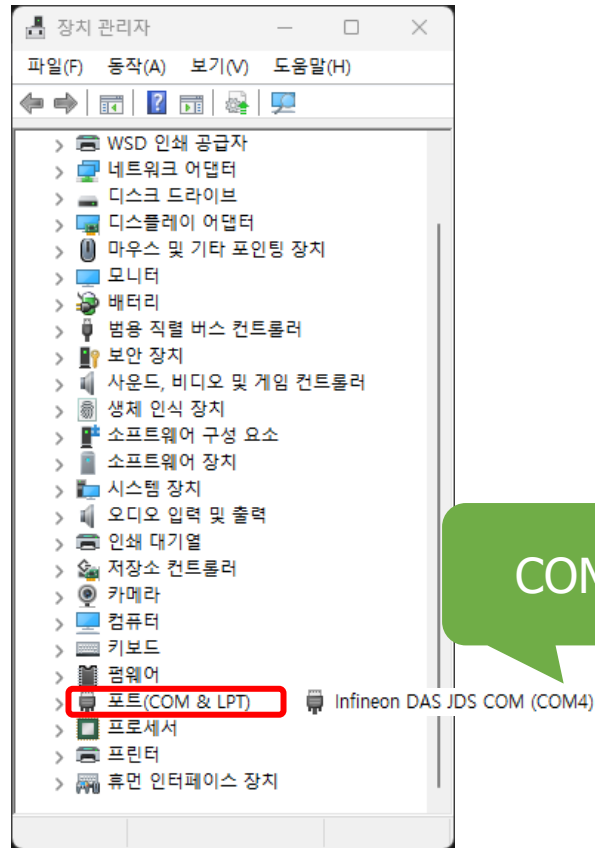 장치 관리자
파일(F) 동작(A) 보기(V) 도움말(H)
WSD 인쇄 공급자
네트워크 어댑터
디스크 드라이브
디스플레이 어댑터
마우스 및 기타 포인팅 장치
모니터
배터리
범용 직렬 버스 컨트롤러
보안 장치
사운드, 비디오 및 게임 컨트롤러
생체 인식 장치
소프트웨어 구성 요소
소프트웨어 장치
시스템 장치
오디오 입력 및 출력
인쇄 대기열
저장소 컨트롤러
카메라
컴퓨터
키보드
펌웨어
포트(COM & LPT)
프로세서
프린터
휴먼 인터페이스 장치
COM
Infineon DAS JDS COM (COM4)